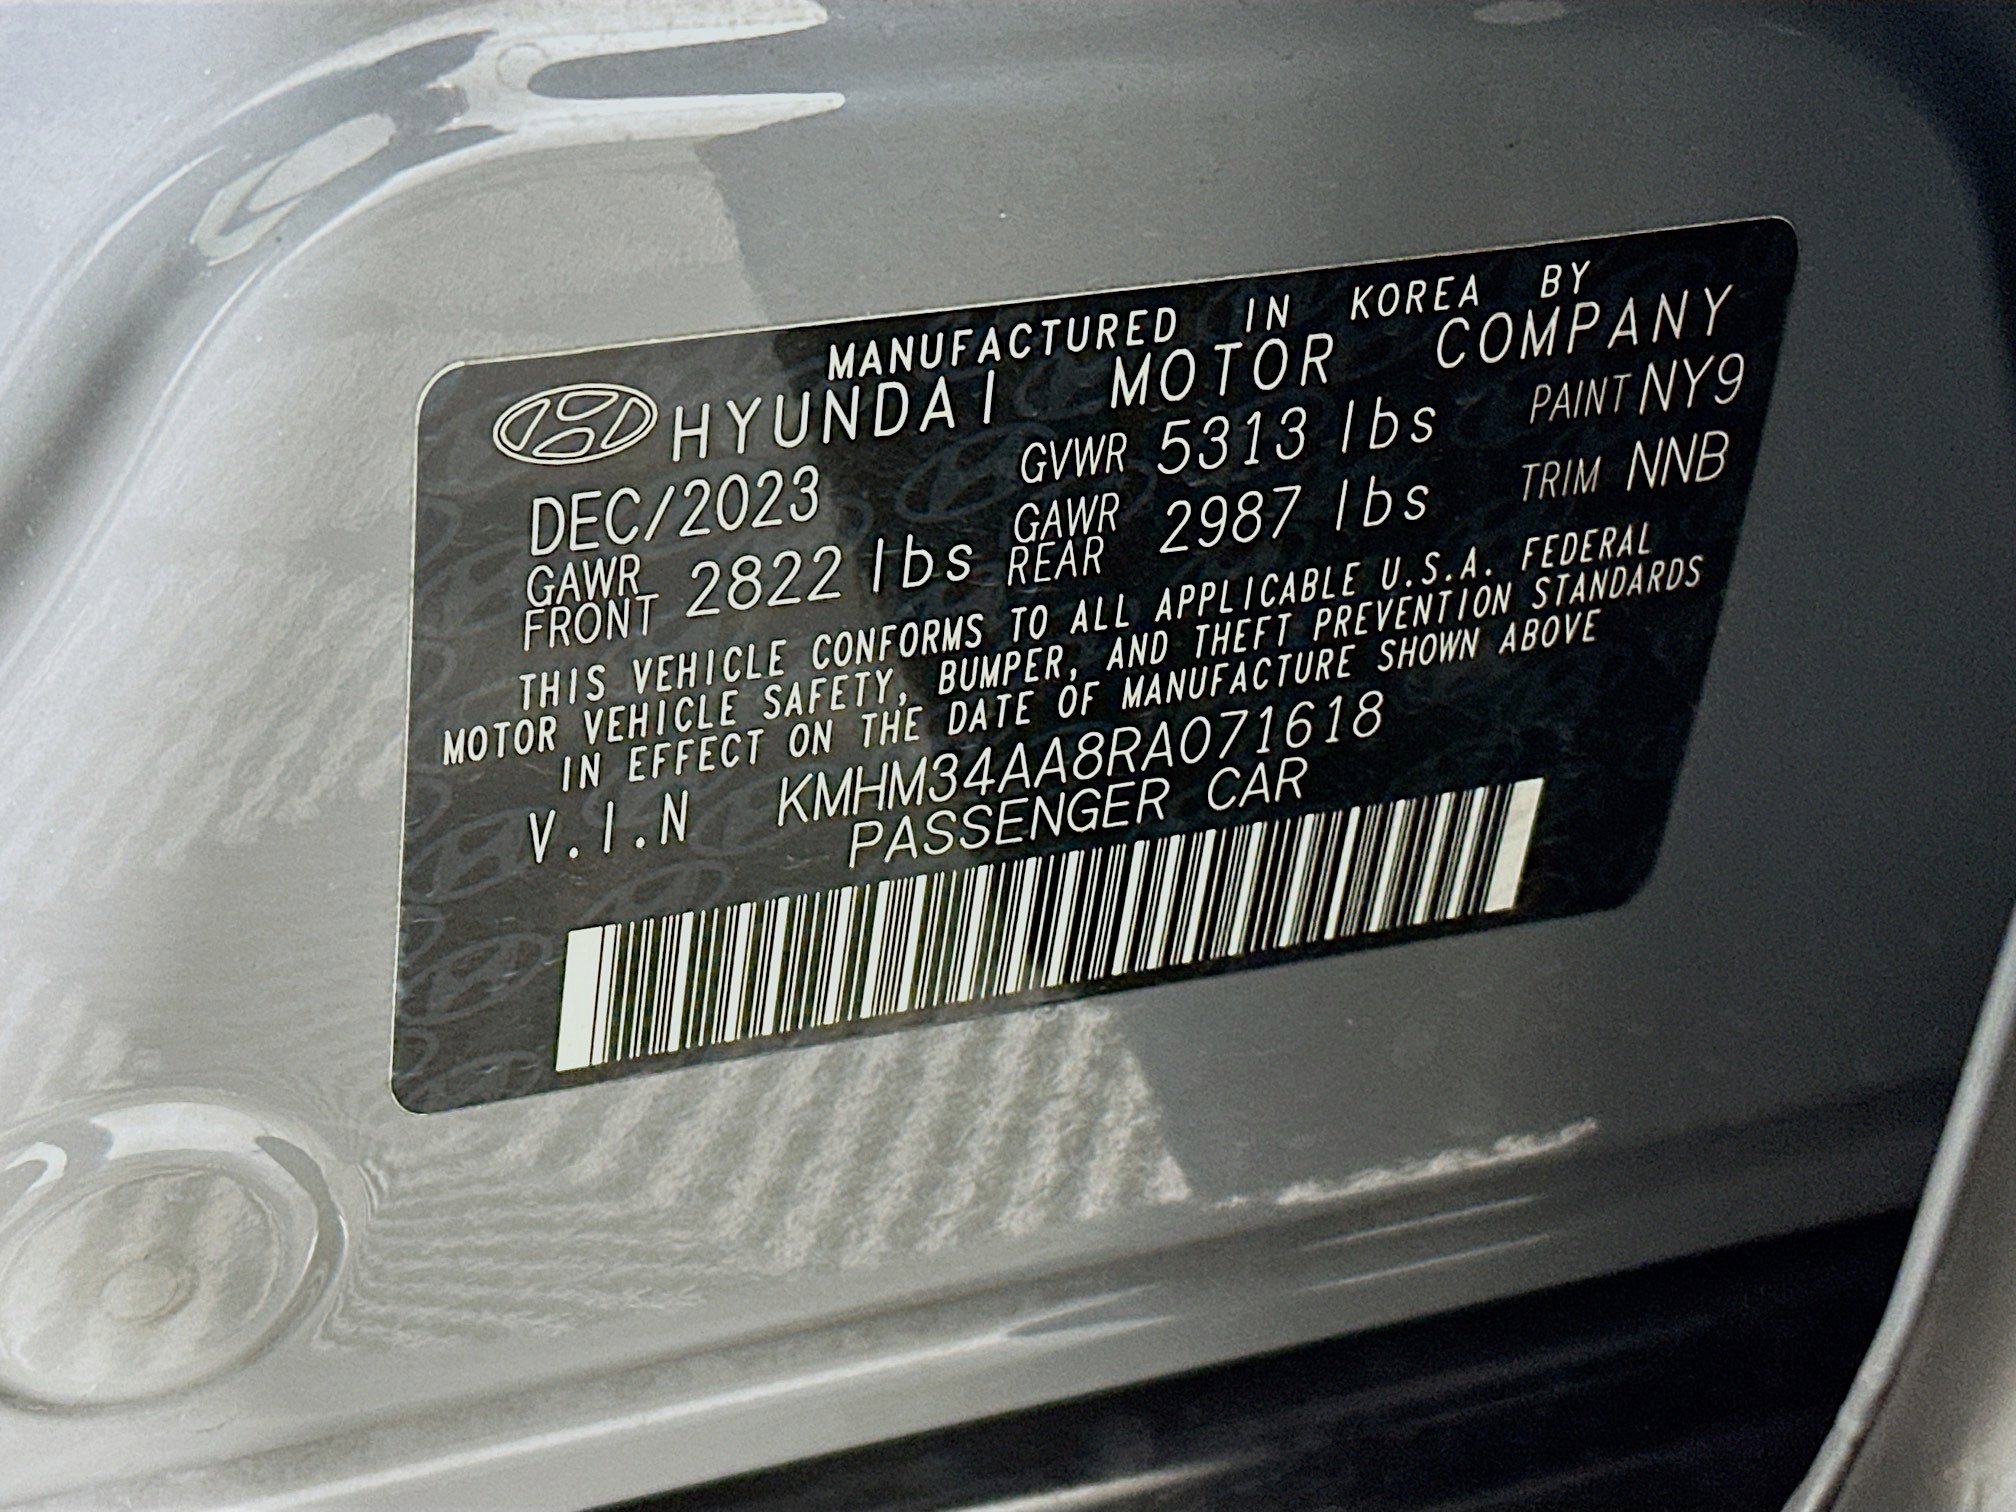 MANUFACTURED IN KOREA BY
HYUNDAI MOTOR COMPANY
DEC/2023 GVWR 5313 lbs PAINT NY9
GAWR FRONT 2822 lbs GAWR REAR 2987 lbs TRIM NNB
THIS VEHICLE CONFORMS TO ALL APPLICABLE U.S.A. FEDERAL
MOTOR VEHICLE SAFETY, BUMPER, AND THEFT PREVENTION STANDARDS
IN EFFECT ON THE DATE OF MANUFACTURE SHOWN ABOVE
V.I.N KMHM34AA8RA071618
PASSENGER CAR